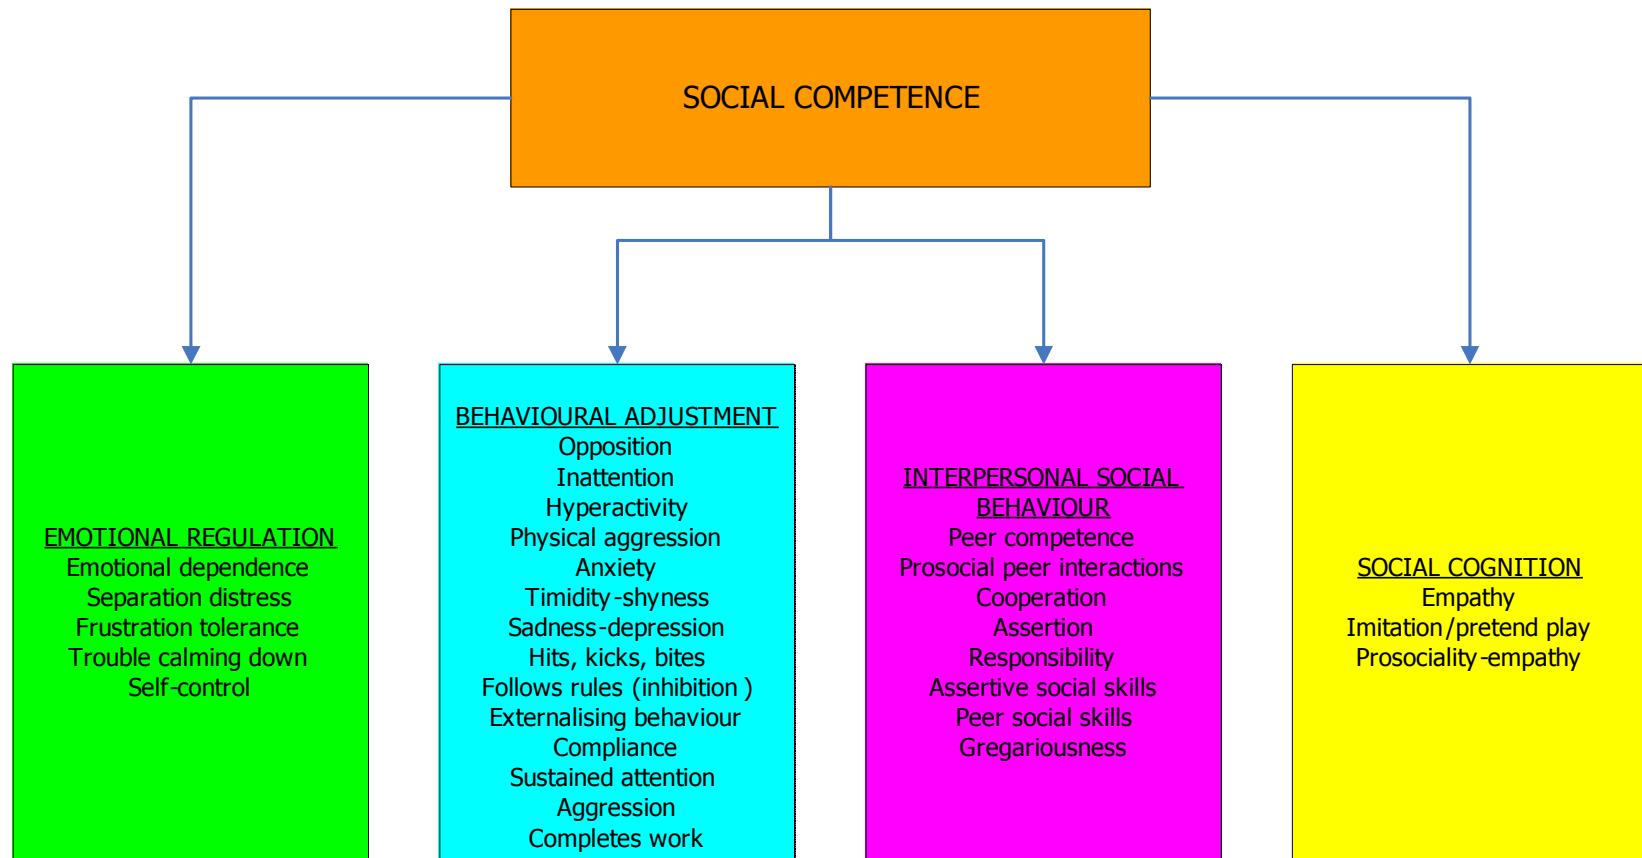 SOCIAL COMPETENCE
EMOTIONAL REGULATION
Emotional dependence
Separation distress
Frustration tolerance
Trouble calming down
Self-control
BEHAVIOURAL ADJUSTMENT
Opposition
Inattention
Hyperactivity
Physical aggression
Anxiety
Timidity-shyness
Sadness-depression
Hits, kicks, bites
Follows rules (inhibition )
Externalising behaviour
Compliance
Sustained attention
Aggression
Completes work
INTERPERSONAL SOCIAL
BEHAVIOUR
Peer competence
Prosocial peer interactions
Cooperation
Assertion
Responsibility
Assertive social skills
Peer social skills
Gregariousness
SOCIAL COGNITION
Empathy
Imitation/pretend play
Prosociality-empathy